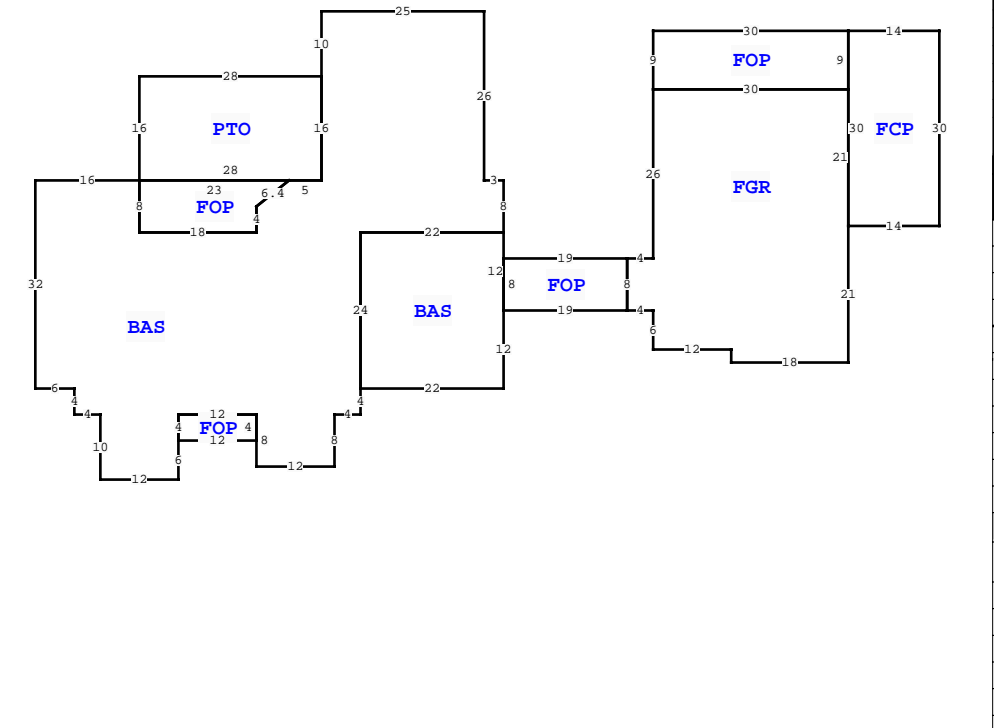 25
30 14
10
9 FOP 9
28 30
26
16 PTO 16 30 FCP 30
21
28 26
16 3
23 6.4 5 FGR
8 FOP 8
4
18 22
19 4
12
32 8 FOP 8
24 BAS 21
19 4
BAS 6
12 12
18
6 22
4 4
4 12 4
4 FOP 4
12 8 8
10
6 12
12